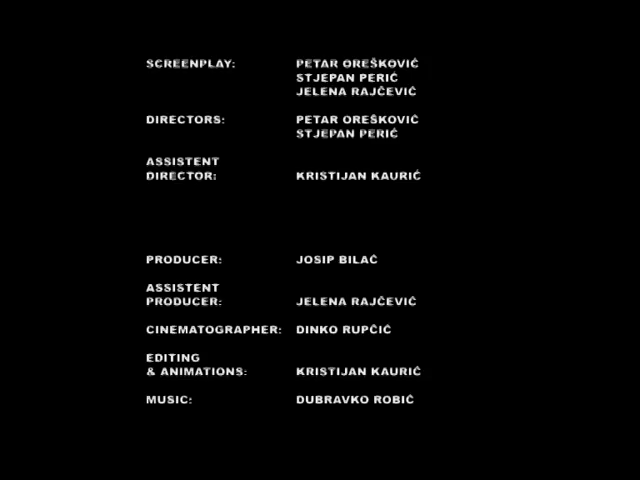 SCREENPLAY: PETAR OREŠKOVIĆ
STJEPAN PERIĆ
JELENA RAJČEVIĆ
DIRECTORS: PETAR OREŠKOVIĆ
STJEPAN PERIĆ
ASSISTENT
DIRECTOR: KRISTIJAN KAURIĆ
PRODUCER: JOSIP BILAĆ
ASSISTENT
PRODUCER: JELENA RAJČEVIĆ
CINEMATOGRAPHER: DINKO RUPČIĆ
EDITING
& ANIMATIONS: KRISTIJAN KAURIĆ
MUSIC: DUBRAVKO ROBIĆ